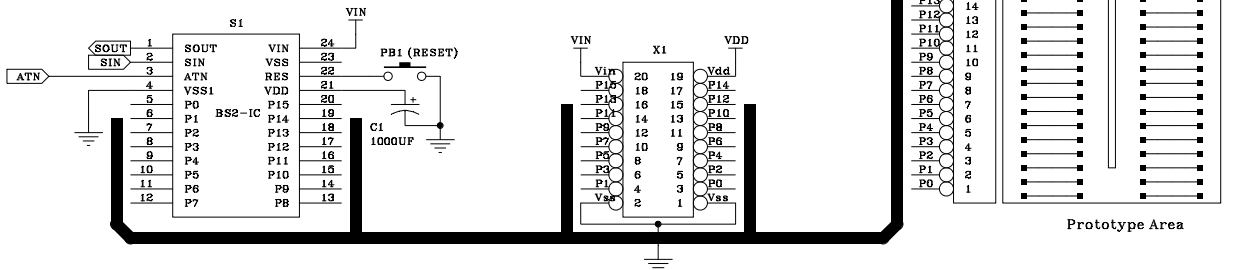 S1
VIN
SOUT 1 SOUT VIN 24
SIN 2 SIN VSS 23
ATN 3 ATN RES 22
4 VSS1 VDD 21
5 P0 P15 20
6 P1 P14 19
7 P2 P13 18
8 P3 P12 17
9 P4 P11 16
10 P5 P10 15
11 P6 P9 14
12 P7 P8 13
BS2-IC
PB1 (RESET)
+
C1
1000UF
X1
VIN
VDD
Vin 20 19 Vdd
P15 18 17 P14
P13 16 15 P12
P11 14 13 P10
P9 12 11 P8
P7 10 9 P6
P5 8 7 P4
P3 6 5 P2
P1 4 3 P0
Vss 2 1 Vss
P13 14
P12 13
P11 12
P10 11
P9 10
P8 9
P7 8
P6 7
P5 6
P4 5
P3 4
P2 3
P1 2
P0 1
Prototype Area